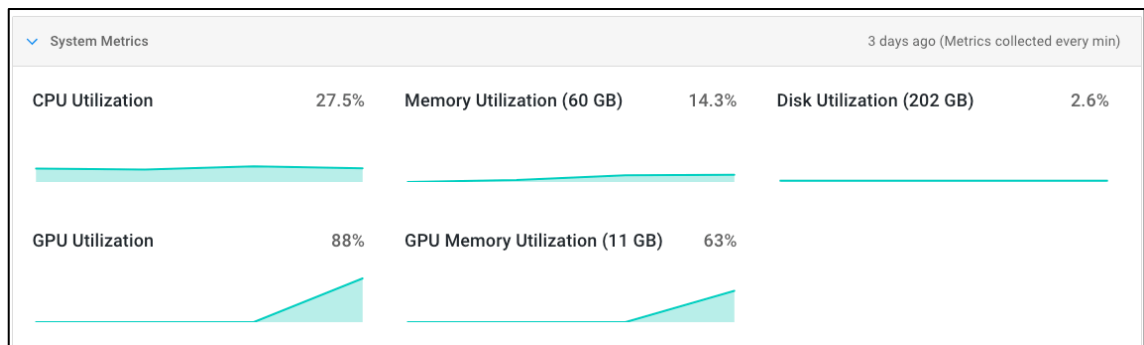 System Metrics
3 days ago (Metrics collected every min)
CPU Utilization
27.5%
Memory Utilization (60 GB)
14.3%
Disk Utilization (202 GB)
2.6%
GPU Utilization
88%
GPU Memory Utilization (11 GB)
63%